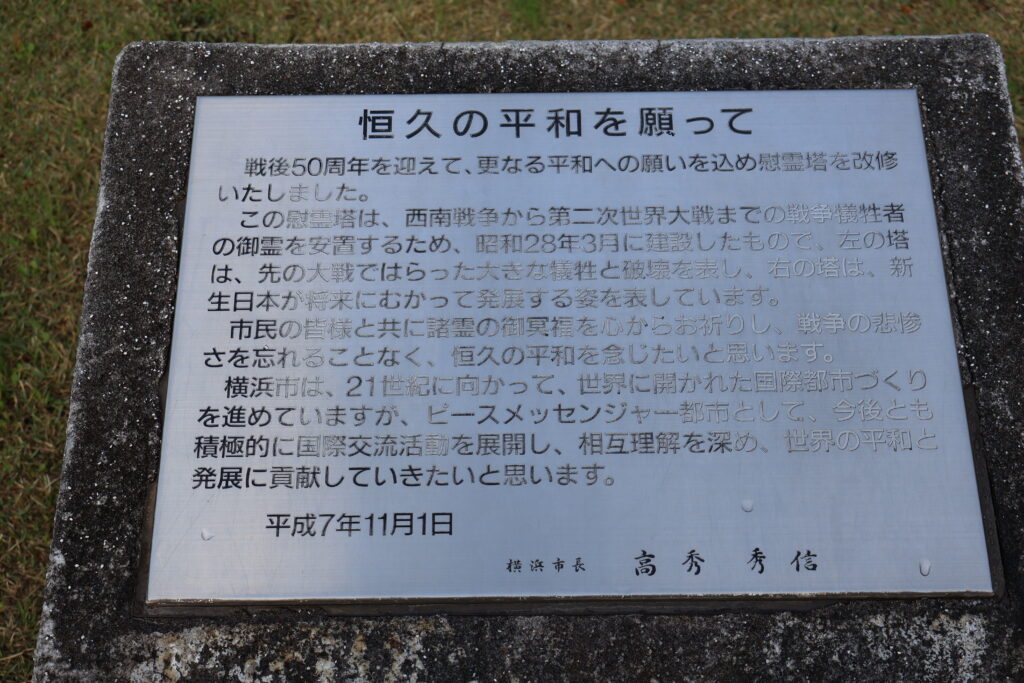 恒久の平和を願って
戦後50周年を迎えて、更なる平和への願いを込め慰霊塔を改修
いたしました。
この慰霊塔は、西南戦争から第二次世界大戦までの戦争犠牲者
の御霊を安置するため、昭和28年3月に建設したもので、左の塔
は、先の大戦ではらった大きな犠牲と破壊を表し、右の塔は、新
生日本が将来にむかって発展する姿を表しています。
市民の皆様と共に諸霊の御冥福を心からお祈りし、戦争の悲惨
さを忘れることなく、恒久の平和を念じたいと思います。
横浜市は、21世紀に向かって、世界に開かれた国際都市づくり
を進めていますが、ピースメッセンジャー都市として、今後とも
積極的に国際交流活動を展開し、相互理解を深め、世界の平和と
発展に貢献していきたいと思います。
平成7年11月1日
横浜市長 高秀 秀信